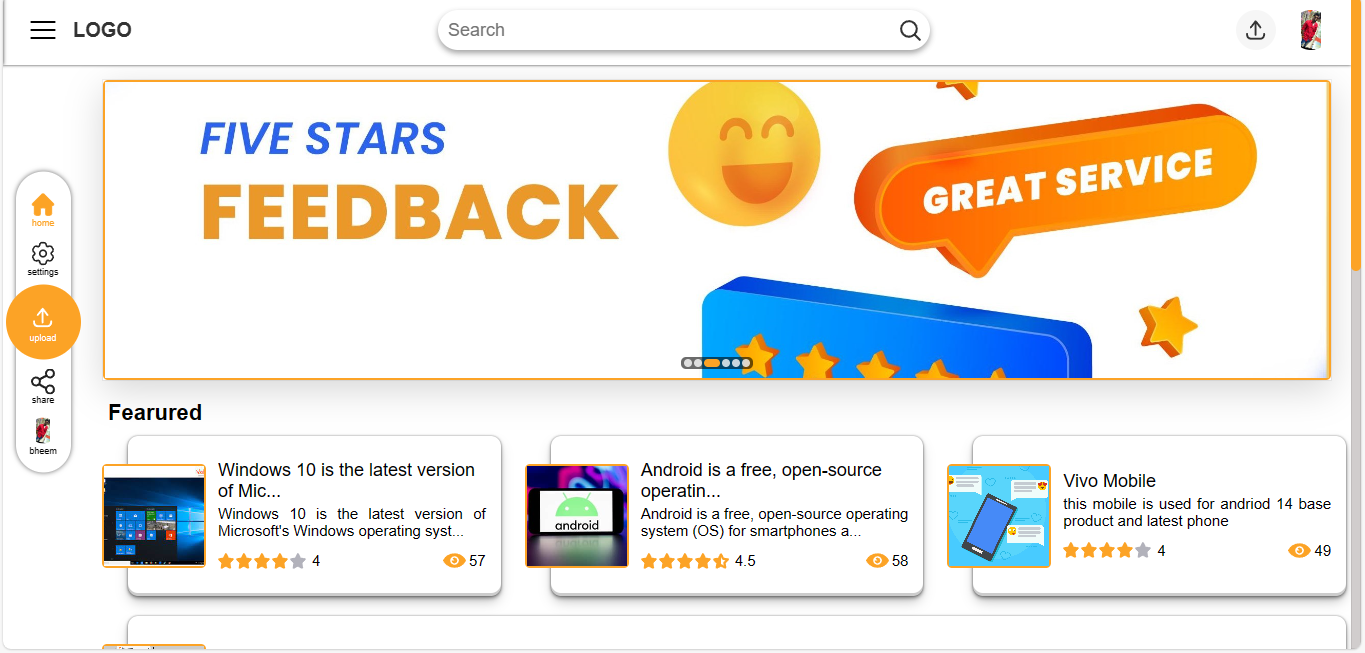 LOGO
Search
FIVE STARS
FEEDBACK
GREAT SERVICE
home
settings
upload
share
bheem
Fearured
Windows 10 is the latest version
of Mic...
Windows 10 is the latest version of
Microsoft's Windows operating syst...
4
57
android
Android is a free, open-source
operatin...
Android is a free, open-source operating
system (OS) for smartphones a...
4.5
58
Vivo Mobile
this mobile is used for andriod 14 base
product and latest phone
4
49